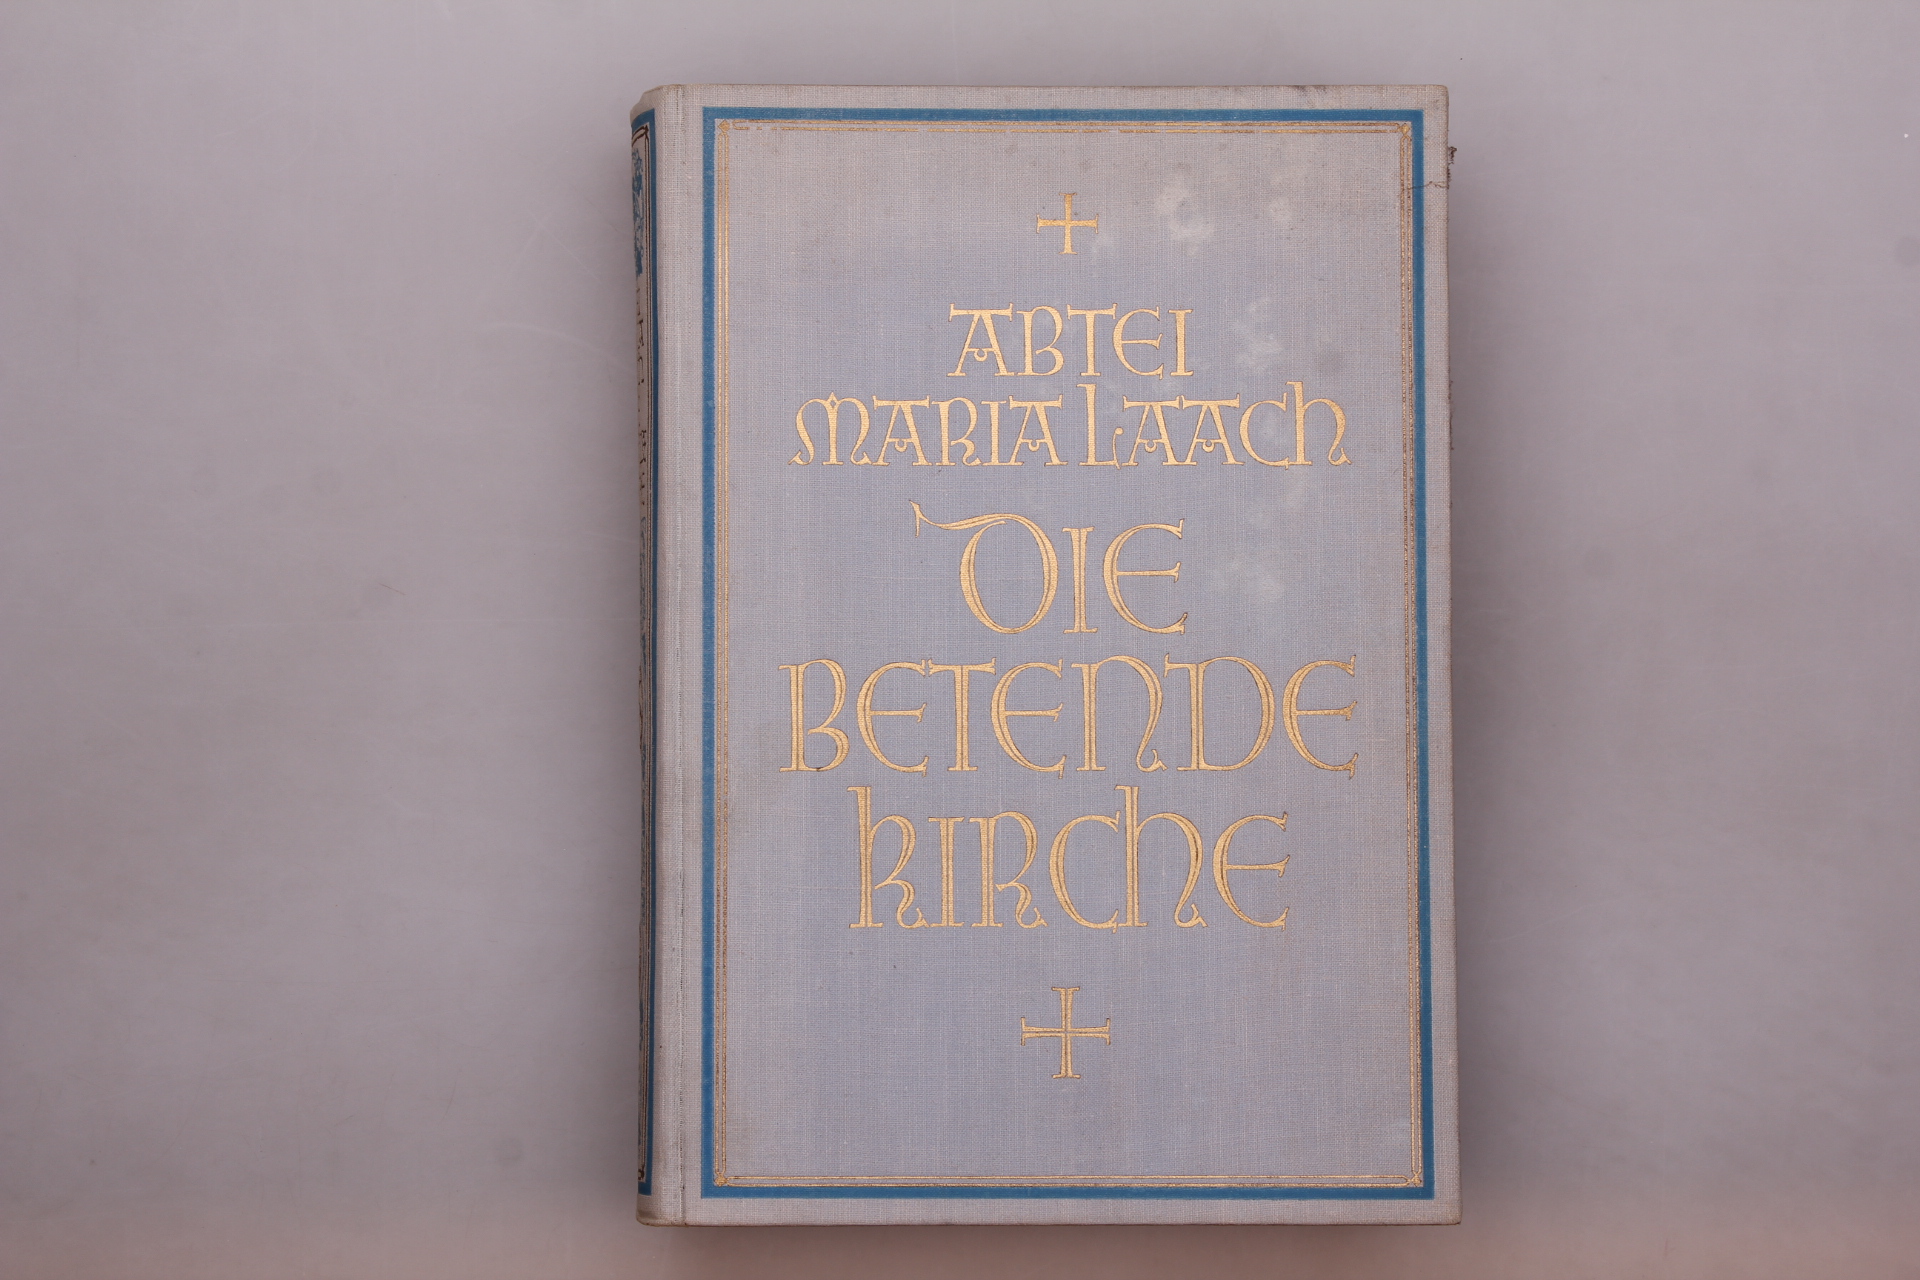 ABTEI
MARIA LAACH
DIE
BETENDE
KIRCHE